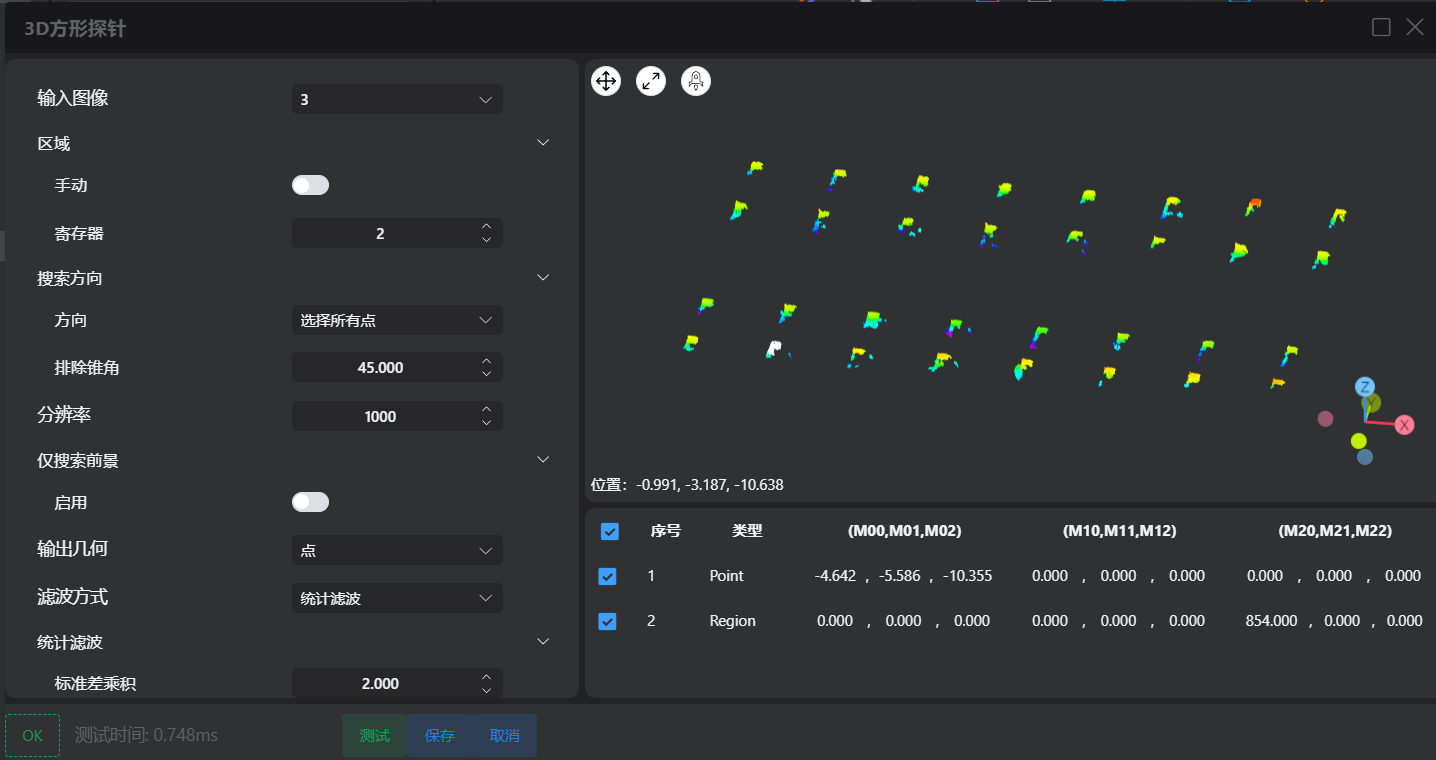 3D方形探针
输入图像 3
区域
手动
寄存器 2
搜索方向
方向 选择所有点
排除锥角 45.000
分辨率 1000
仅搜索前景
启用
输出几何 点
滤波方式 统计滤波
统计滤波
标准差乘积 2.000
Z
Y
X
位置: -0.991, -3.187, -10.638
序号 类型 (M00,M01,M02) (M10,M11,M12) (M20,M21,M22)
1 Point -4.642 , -5.586 , -10.355 0.000 , 0.000 , 0.000 0.000 , 0.000 , 0.000
2 Region 0.000 , 0.000 , 0.000 0.000 , 0.000 , 0.000 854.000 , 0.000 , 0.000
OK 测试时间: 0.748ms 测试 保存 取消